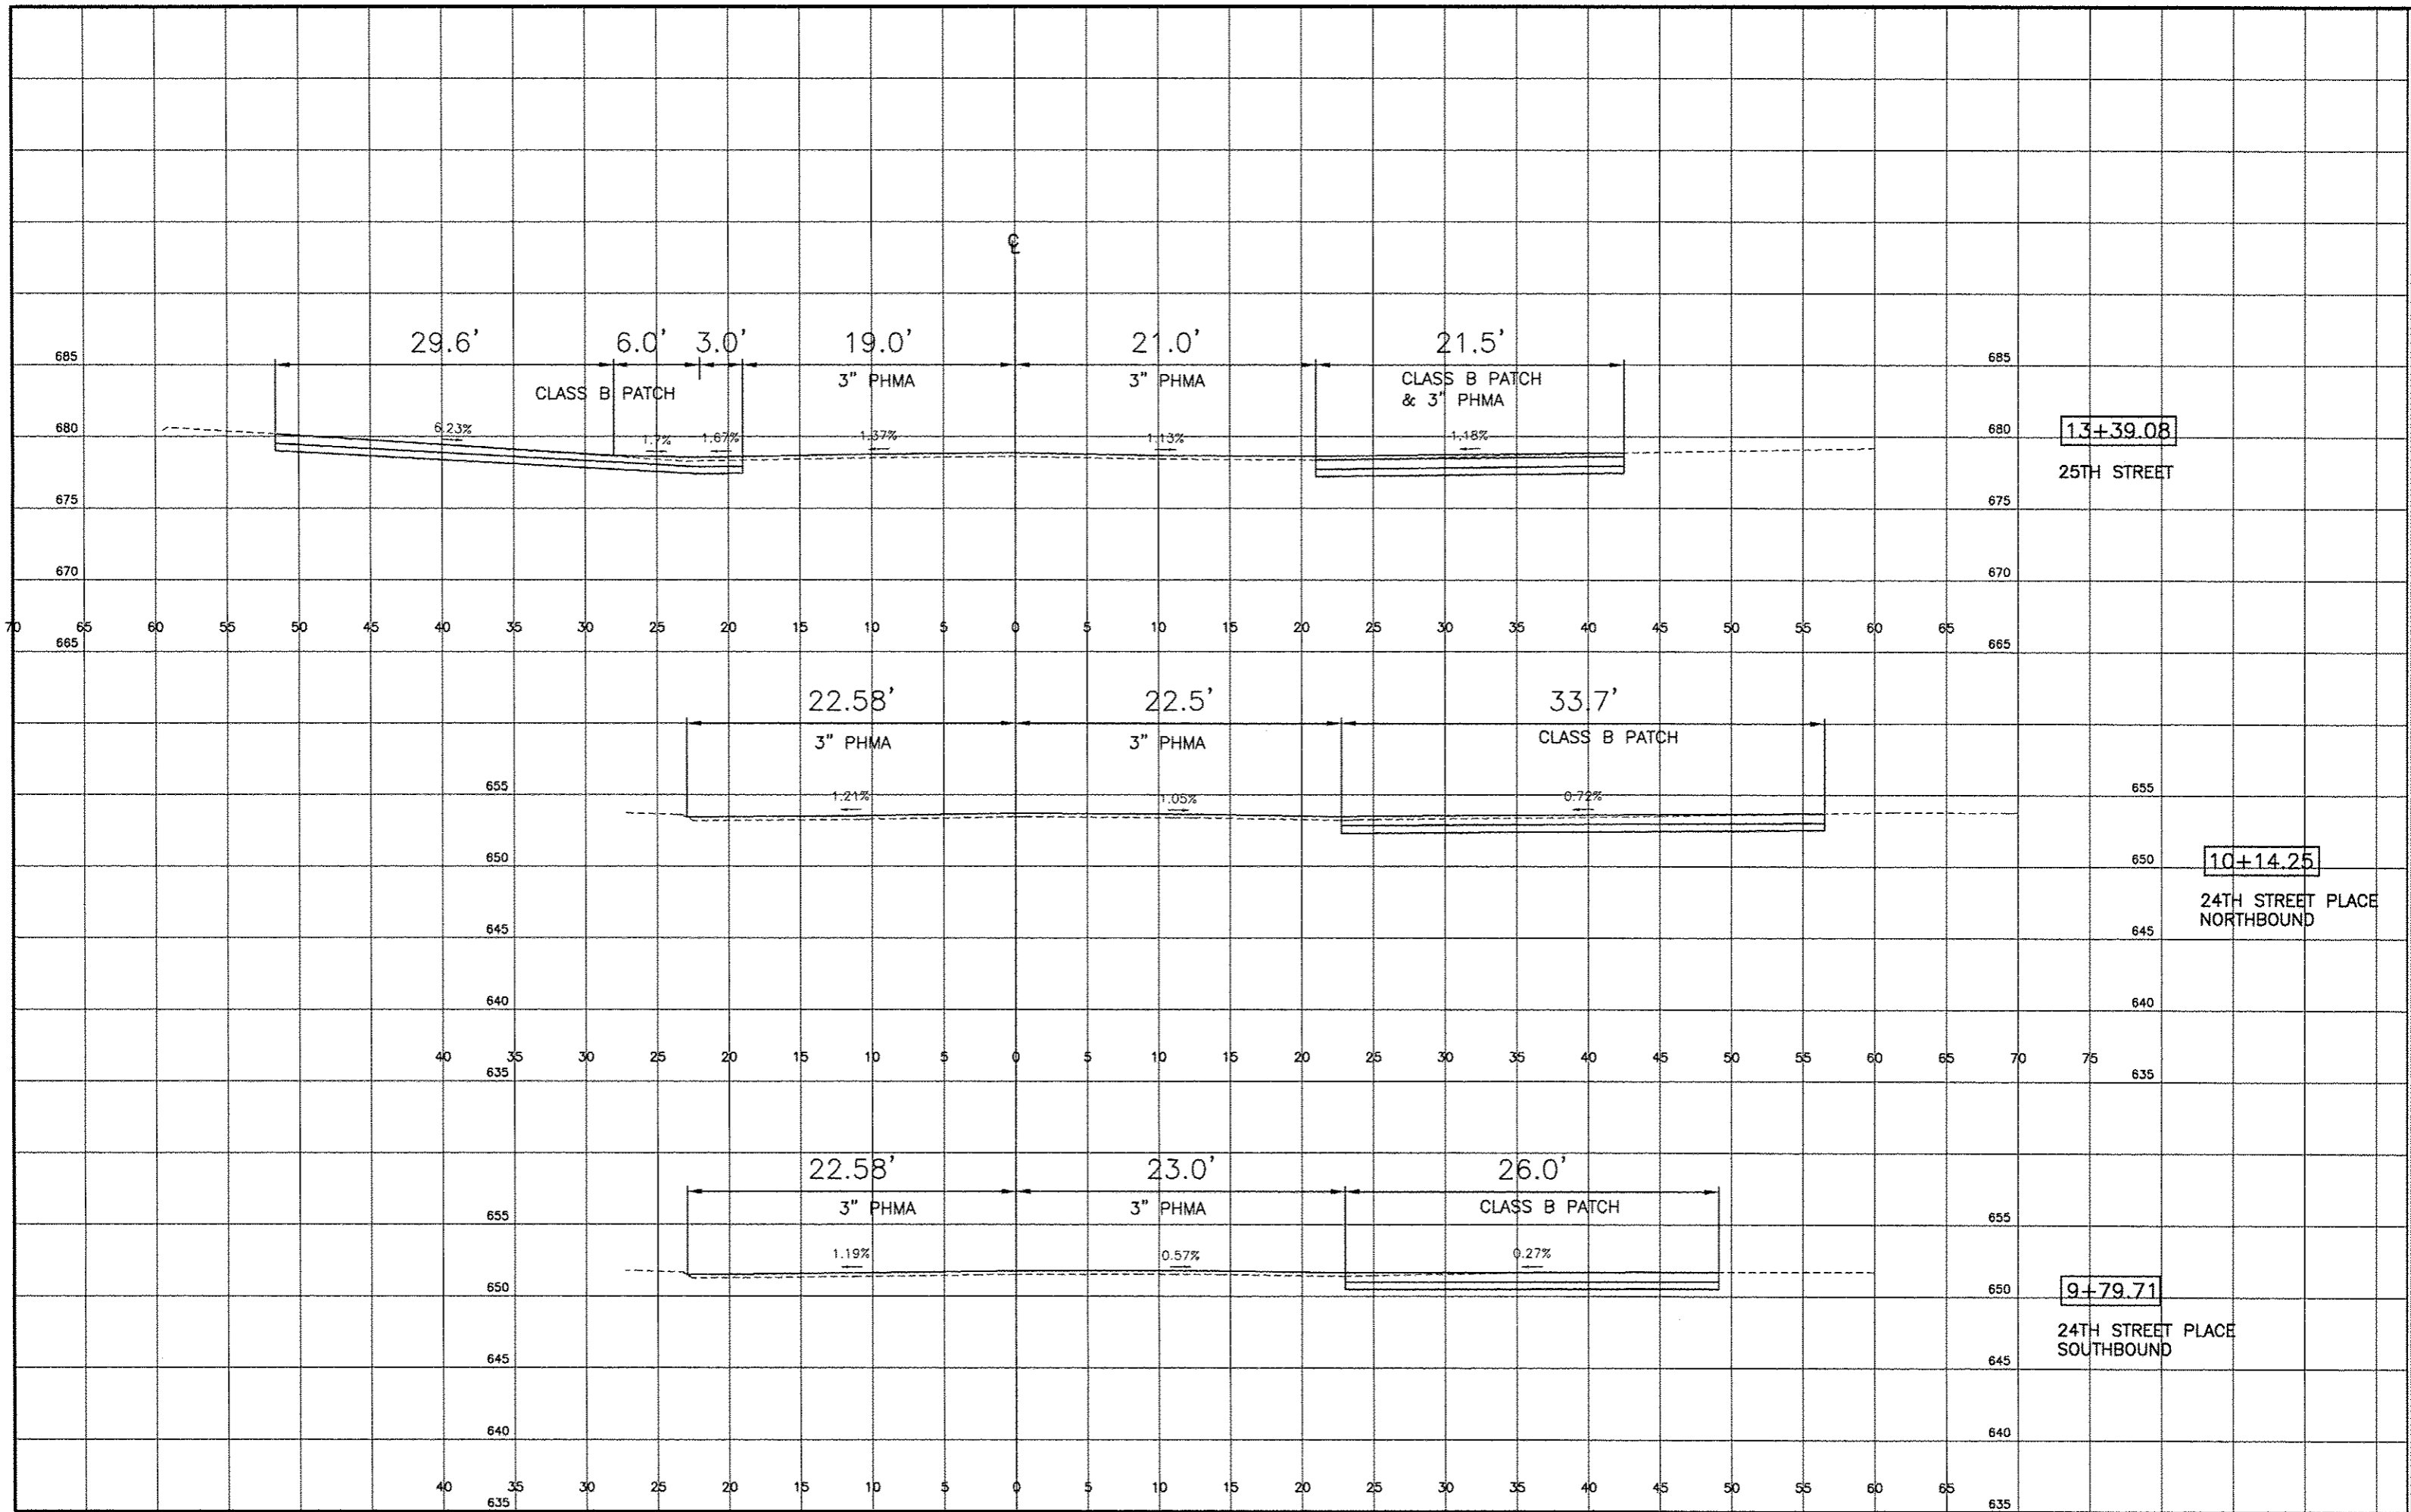 ℄
29.6' 6.0' 3.0' 19.0' 21.0' 21.5'
3" PHMA 3" PHMA CLASS B PATCH
& 3" PHMA
CLASS B PATCH
685 685
6.23% 1.7% 1.67% 1.37% 1.13% 1.18%
680 680 13+39.08
25TH STREET
675 675
670 670
70 65 60 55 50 45 40 35 30 25 20 15 10 5 0 5 10 15 20 25 30 35 40 45 50 55 60 65
665 665
22.58' 22.5' 33.7'
3" PHMA 3" PHMA CLASS B PATCH
655 655
1.21% 1.05% 0.72%
650 650 10+14.25
24TH STREET PLACE
NORTHBOUND
645 645
640 640
40 35 30 25 20 15 10 5 0 5 10 15 20 25 30 35 40 45 50 55 60 65 70 75
635 635
22.58' 23.0' 26.0'
3" PHMA 3" PHMA CLASS B PATCH
655 655
1.19% 0.57% 0.27%
650 650 9+79.71
24TH STREET PLACE
SOUTHBOUND
645 645
640 640
40 35 30 25 20 15 10 5 0 5 10 15 20 25 30 35 40 45 50 55 60 65
635 635